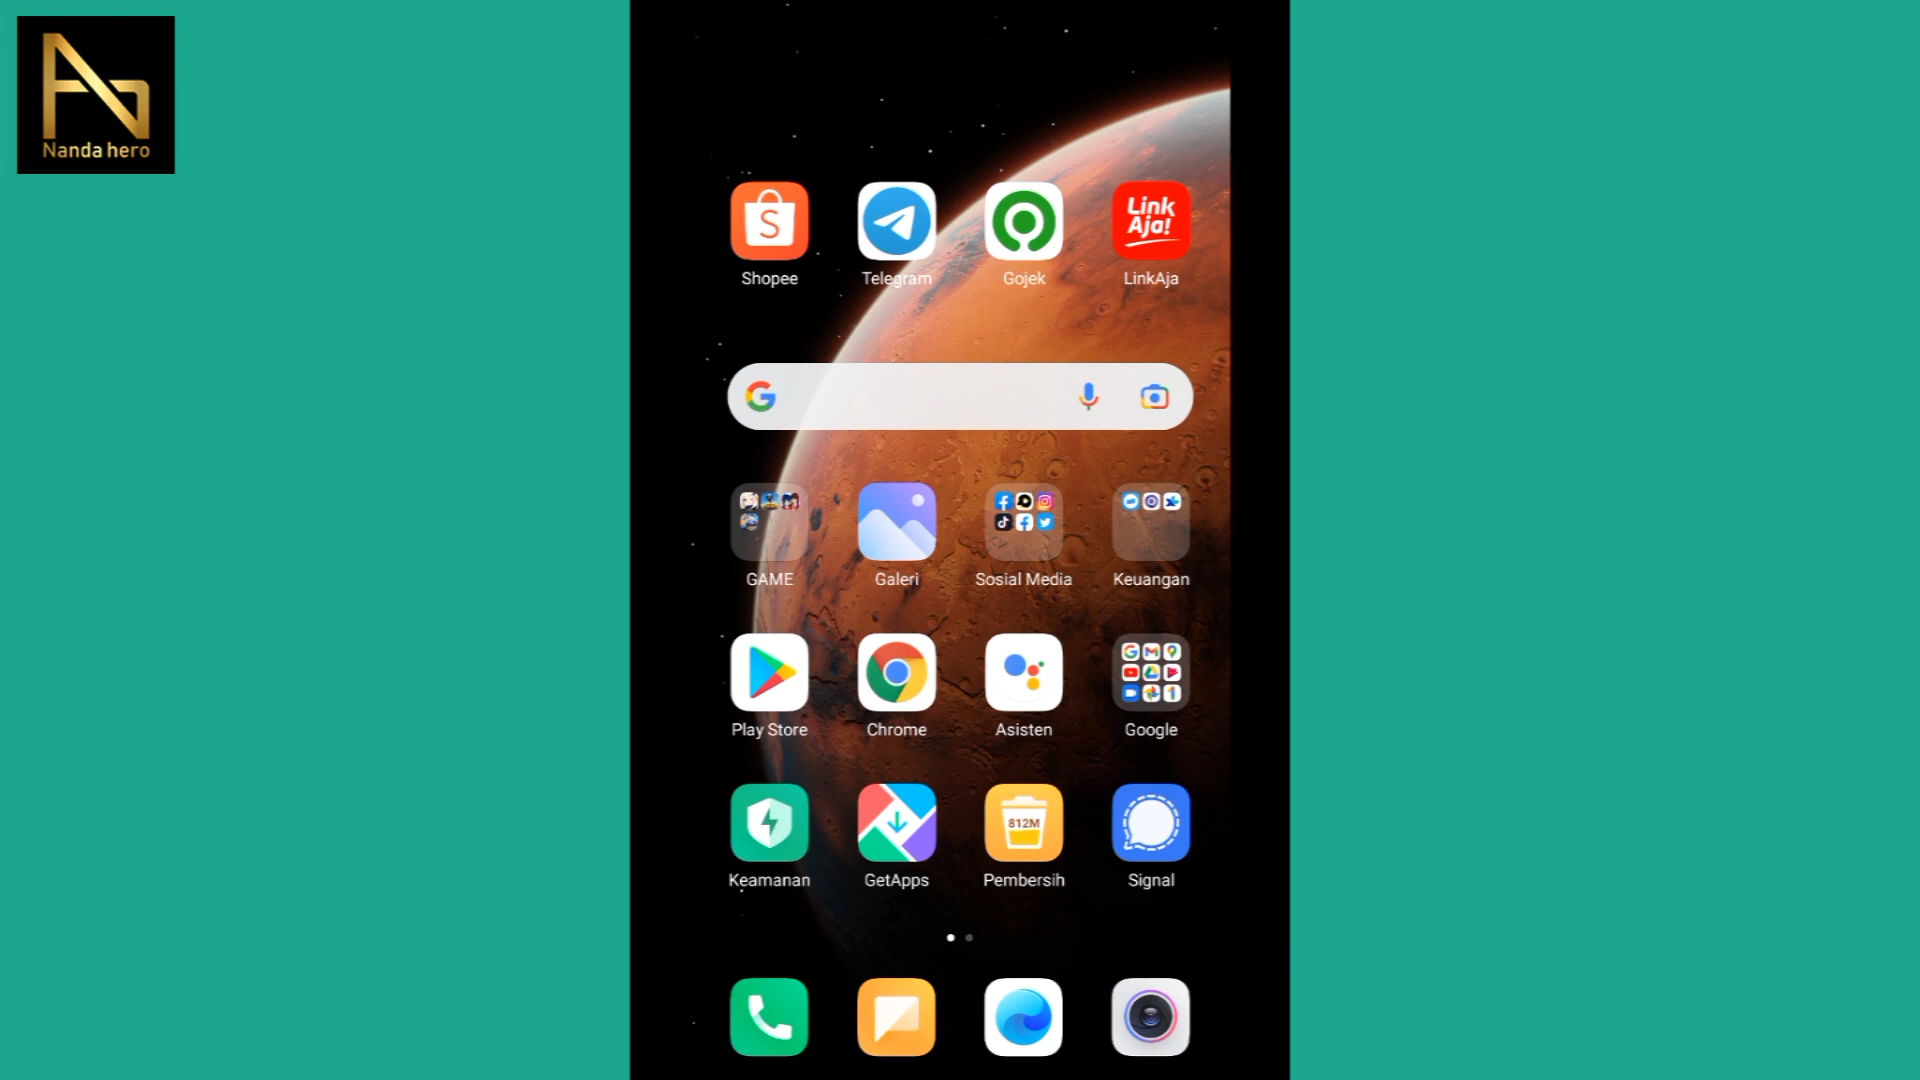 Nanda hero
S
Link
Aja!
Shopee
Telegram
Gojek
LinkAja
GAME
Galeri
Sosial Media
Keuangan
Play Store
Chrome
Asisten
Google
812M
Keamanan
GetApps
Pembersih
Signal